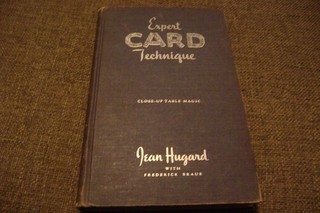 Expert
CARD
Technique
CLOSE-UP TABLE MAGIC
Jean Hugard
WITH
FREDERICK BRAUE